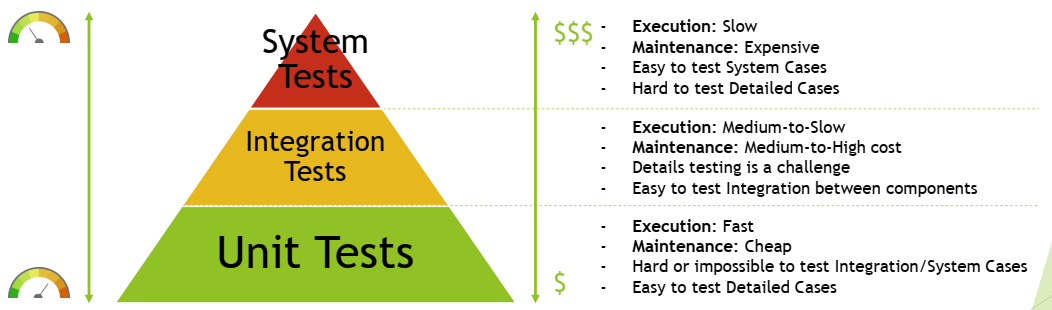 System
Tests
$$$
- Execution: Slow
- Maintenance: Expensive
- Easy to test System Cases
- Hard to test Detailed Cases
Integration
Tests
- Execution: Medium-to-Slow
- Maintenance: Medium-to-High cost
- Details testing is a challenge
- Easy to test Integration between components
Unit Tests
$
- Execution: Fast
- Maintenance: Cheap
- Hard or impossible to test Integration/System Cases
- Easy to test Detailed Cases